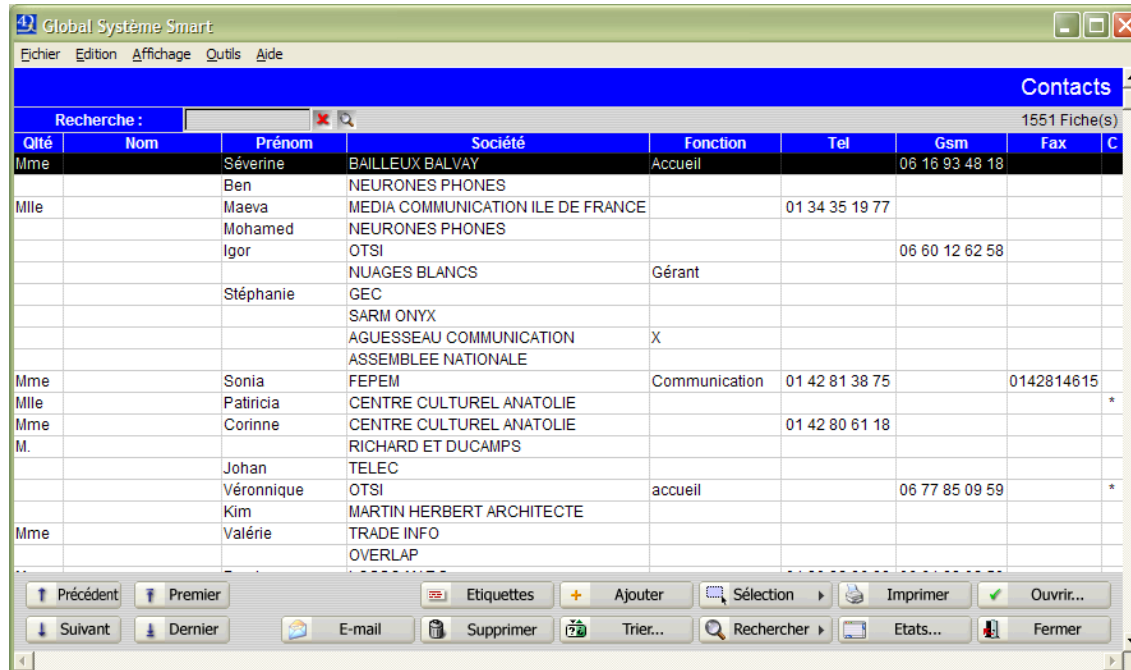 Global Système Smart
Fichier Edition Affichage Outils Aide
Contacts
Recherche : 1551 Fiche(s)
Qlté Nom Prénom Société Fonction Tel Gsm Fax C
Mme Séverine BAILLEUX BALVAY Accueil 06 16 93 48 18
Ben NEURONES PHONES
Mlle Maeva MEDIA COMMUNICATION ILE DE FRANCE 01 34 35 19 77
Mohamed NEURONES PHONES
Igor OTSI 06 60 12 62 58
NUAGES BLANCS Gérant
Stéphanie GEC
SARM ONYX
AGUESSEAU COMMUNICATION X
ASSEMBLEE NATIONALE
Mme Sonia FEPEM Communication 01 42 81 38 75 0142814615
Mlle Patiricia CENTRE CULTUREL ANATOLIE *
Mme Corinne CENTRE CULTUREL ANATOLIE 01 42 80 61 18
M. RICHARD ET DUCAMPS
Johan TELEC
Véronnique OTSI accueil 06 77 85 09 59 *
Kim MARTIN HERBERT ARCHITECTE
Mme Valérie TRADE INFO
OVERLAP
Précédent Premier Etiquettes Ajouter Sélection Imprimer Ouvrir...
Suivant Dernier E-mail Supprimer Trier... Rechercher Etats... Fermer